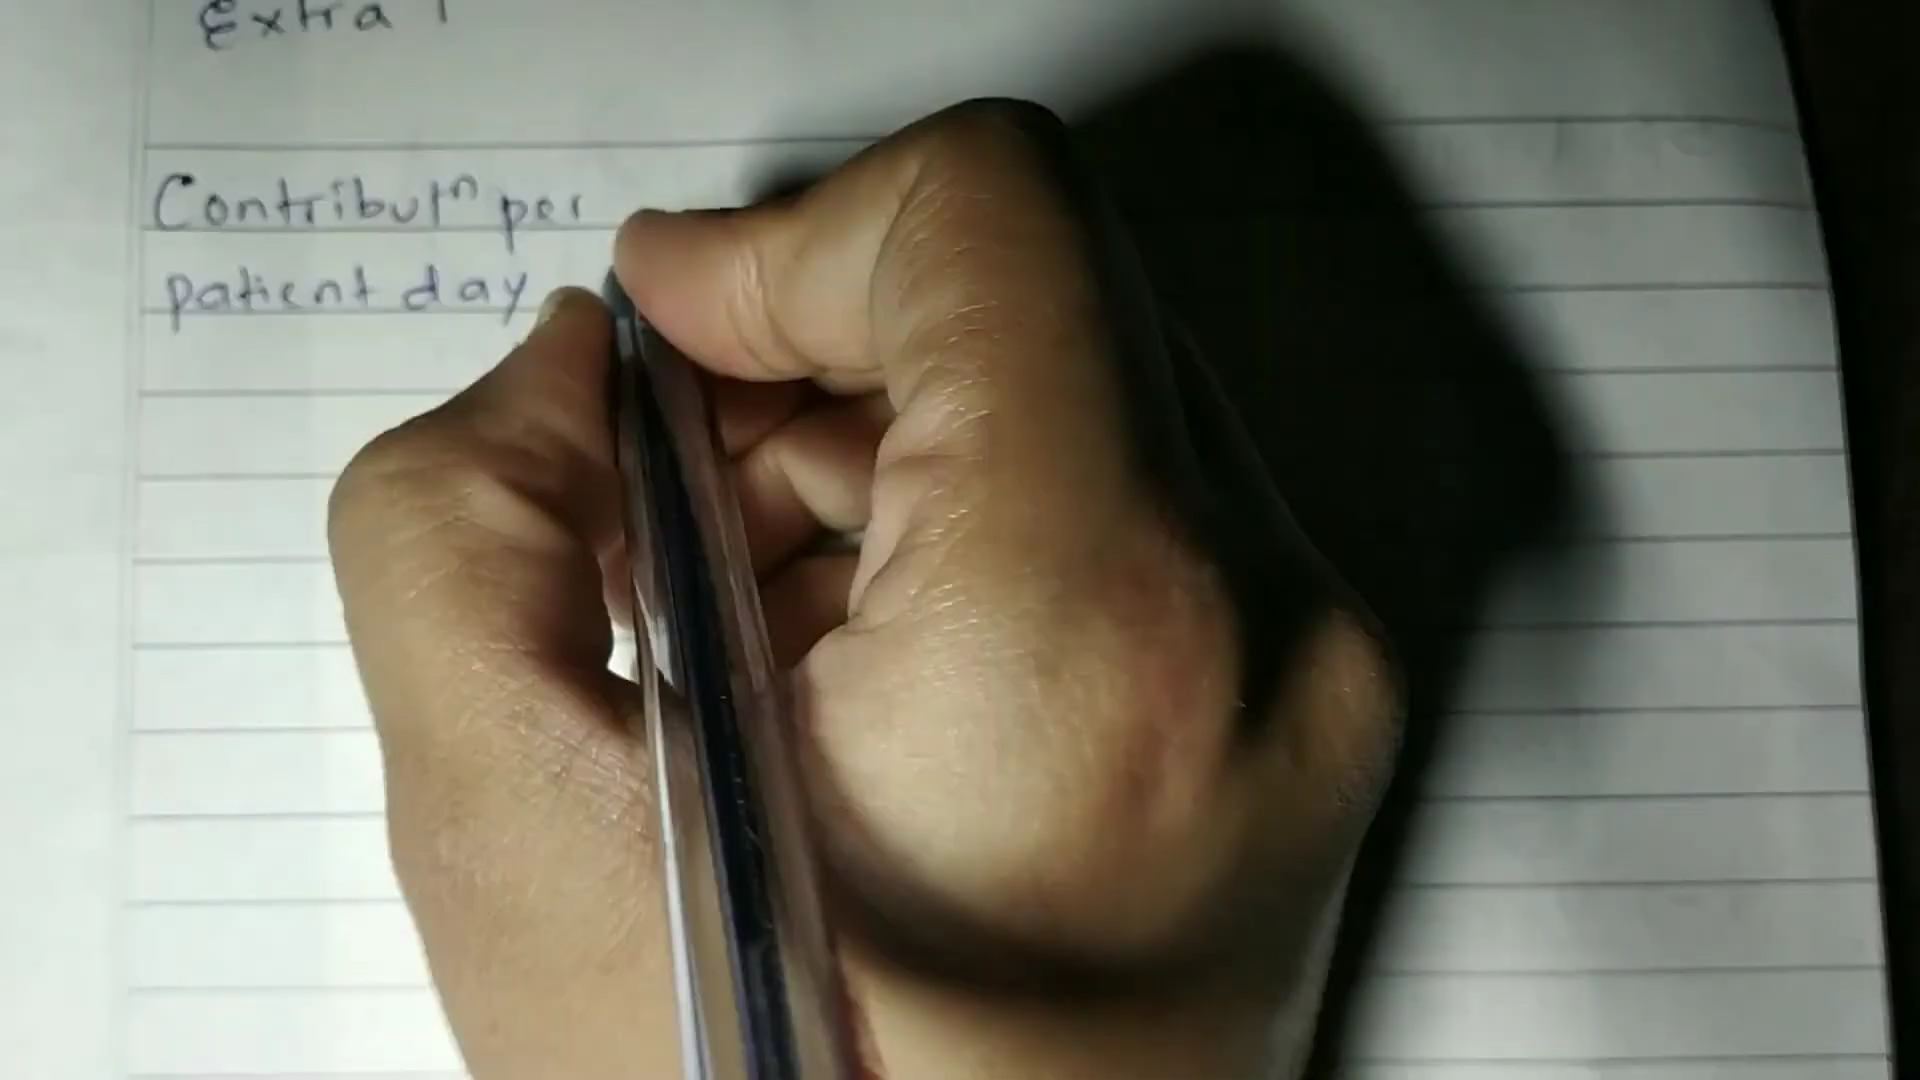 Extra
Contributⁿ per
patient day